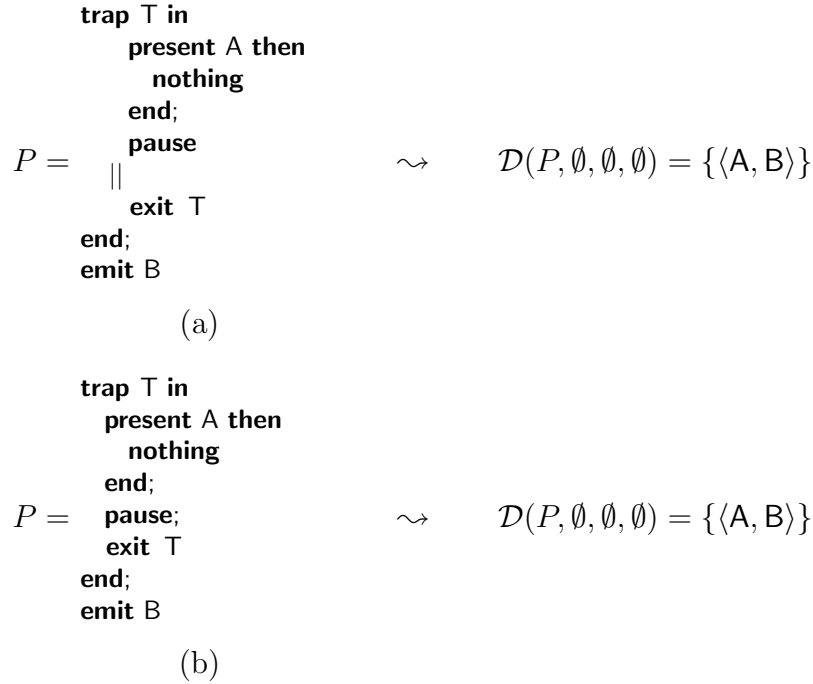 trap T in
present A then
nothing
end;
pause
P = || ⇝ 𝒟(P, ∅, ∅, ∅) = {⟨A, B⟩}
exit T
end;
emit B
(a)
trap T in
present A then
nothing
end;
P = pause; ⇝ 𝒟(P, ∅, ∅, ∅) = {⟨A, B⟩}
exit T
end;
emit B
(b)